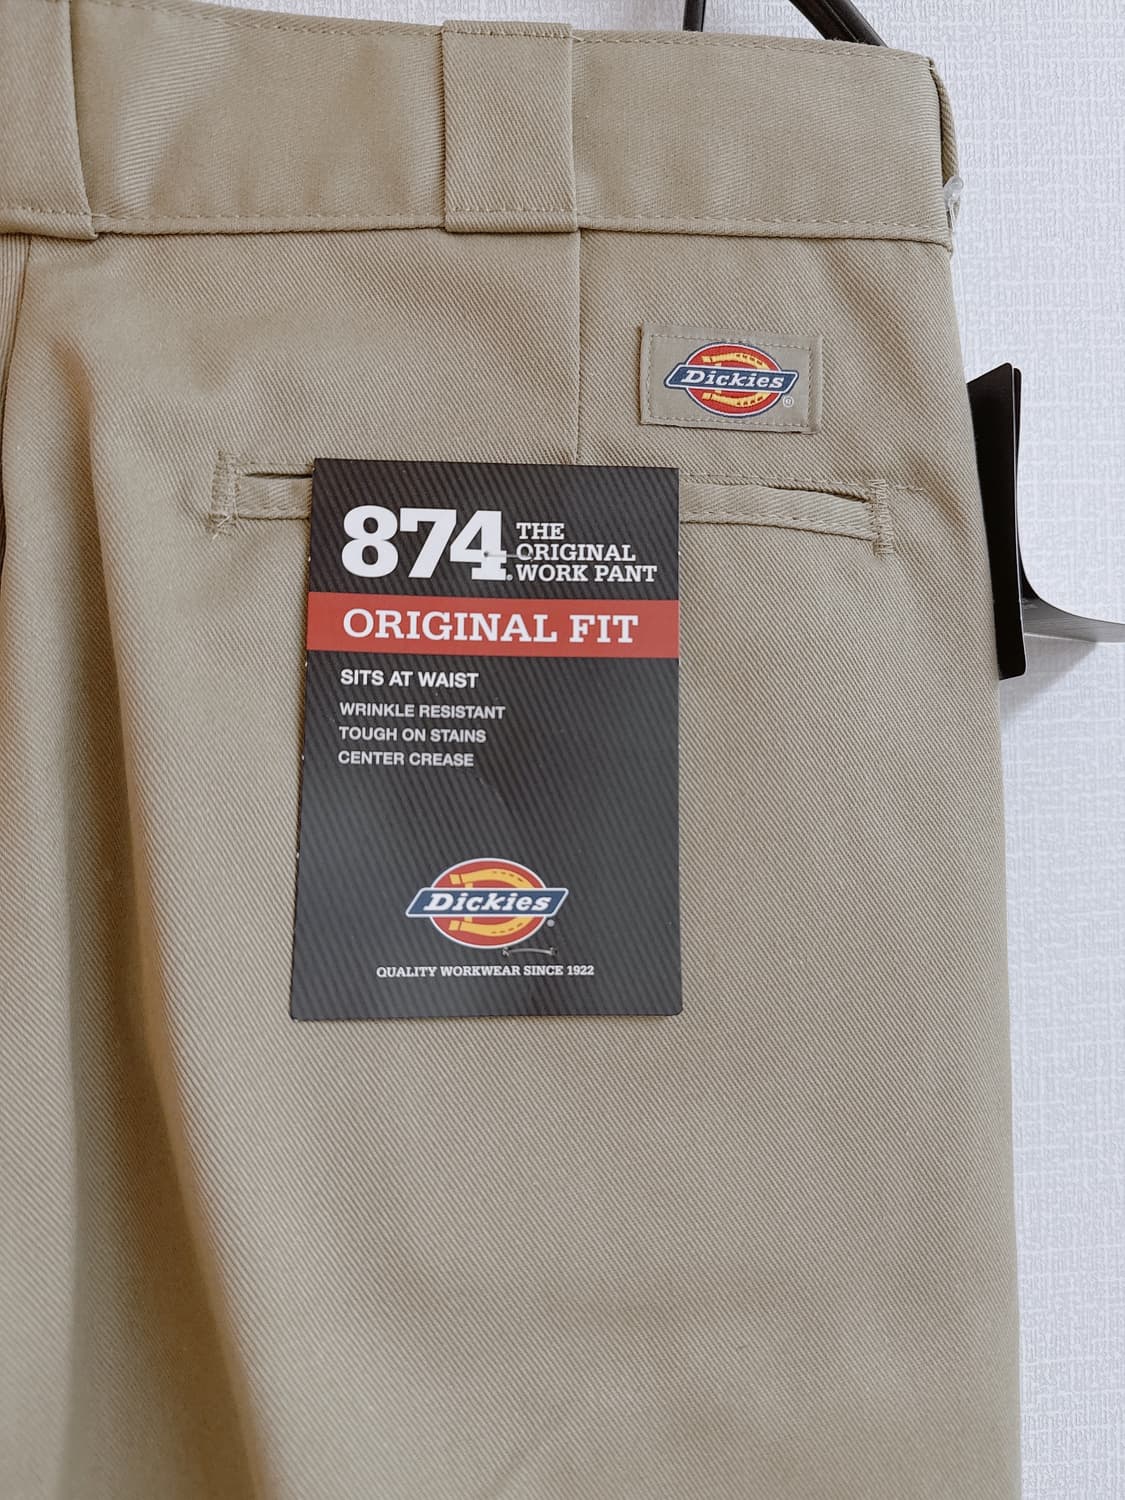 Dickies
®
874
THE
ORIGINAL
WORK PANT
ORIGINAL FIT
SITS AT WAIST
WRINKLE RESISTANT
TOUGH ON STAINS
CENTER CREASE
Dickies
QUALITY WORKWEAR SINCE 1922